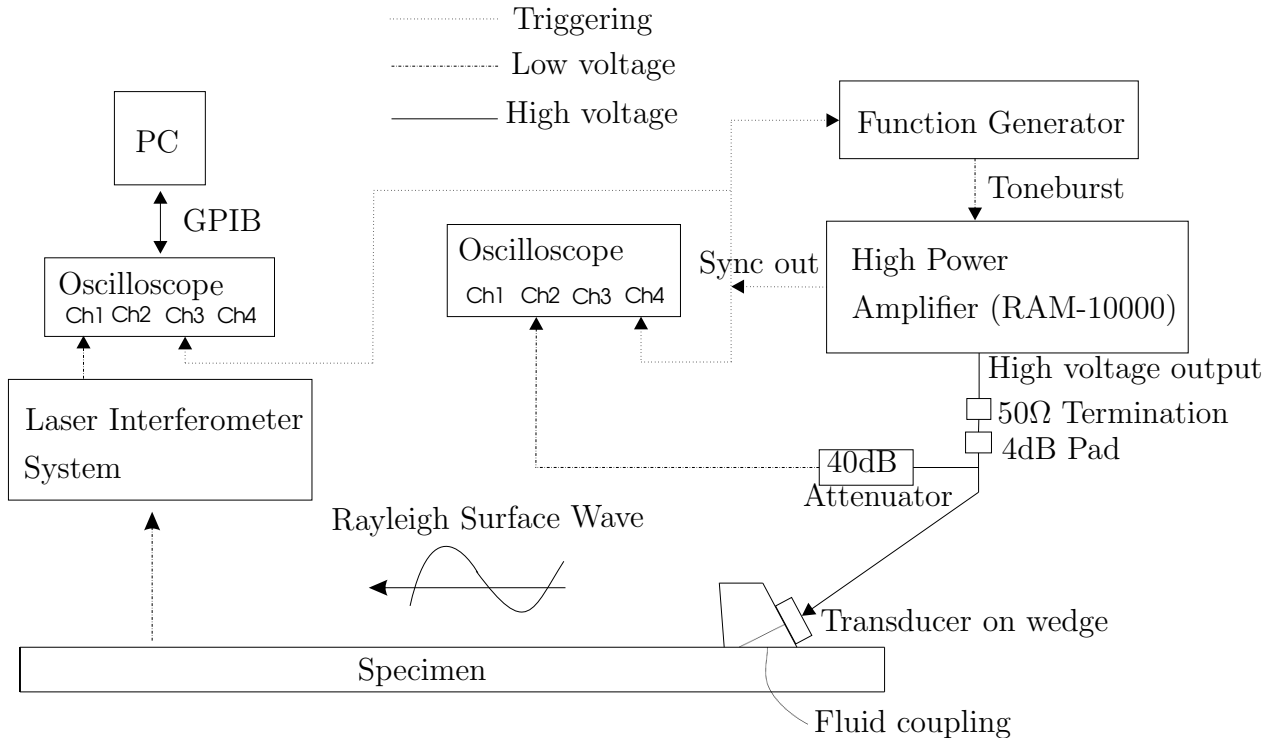 Triggering
Low voltage
High voltage
PC
GPIB
Oscilloscope
Ch1 Ch2 Ch3 Ch4
Laser Interferometer
System
Oscilloscope
Ch1 Ch2 Ch3 Ch4
Function Generator
Toneburst
Sync out
High Power
Amplifier (RAM-10000)
High voltage output
50Ω Termination
4dB Pad
40dB
Attenuator
Rayleigh Surface Wave
Transducer on wedge
Specimen
Fluid coupling